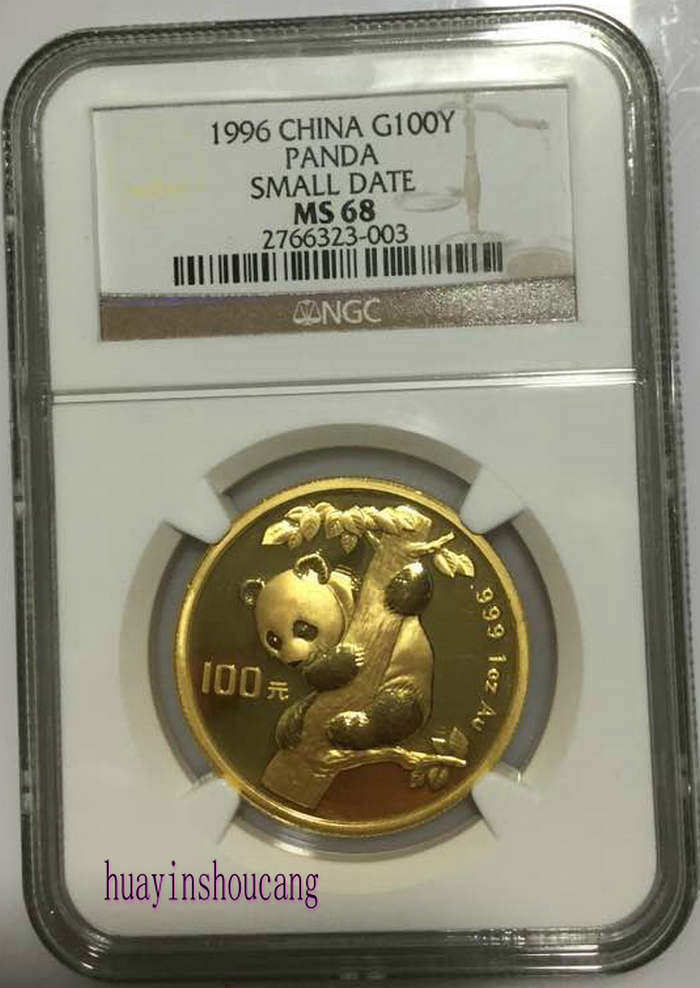 1996 CHINA G100Y
PANDA
SMALL DATE
MS 68
2766323-003
NGC
100元
.999 1oz Au
huayinshoucang